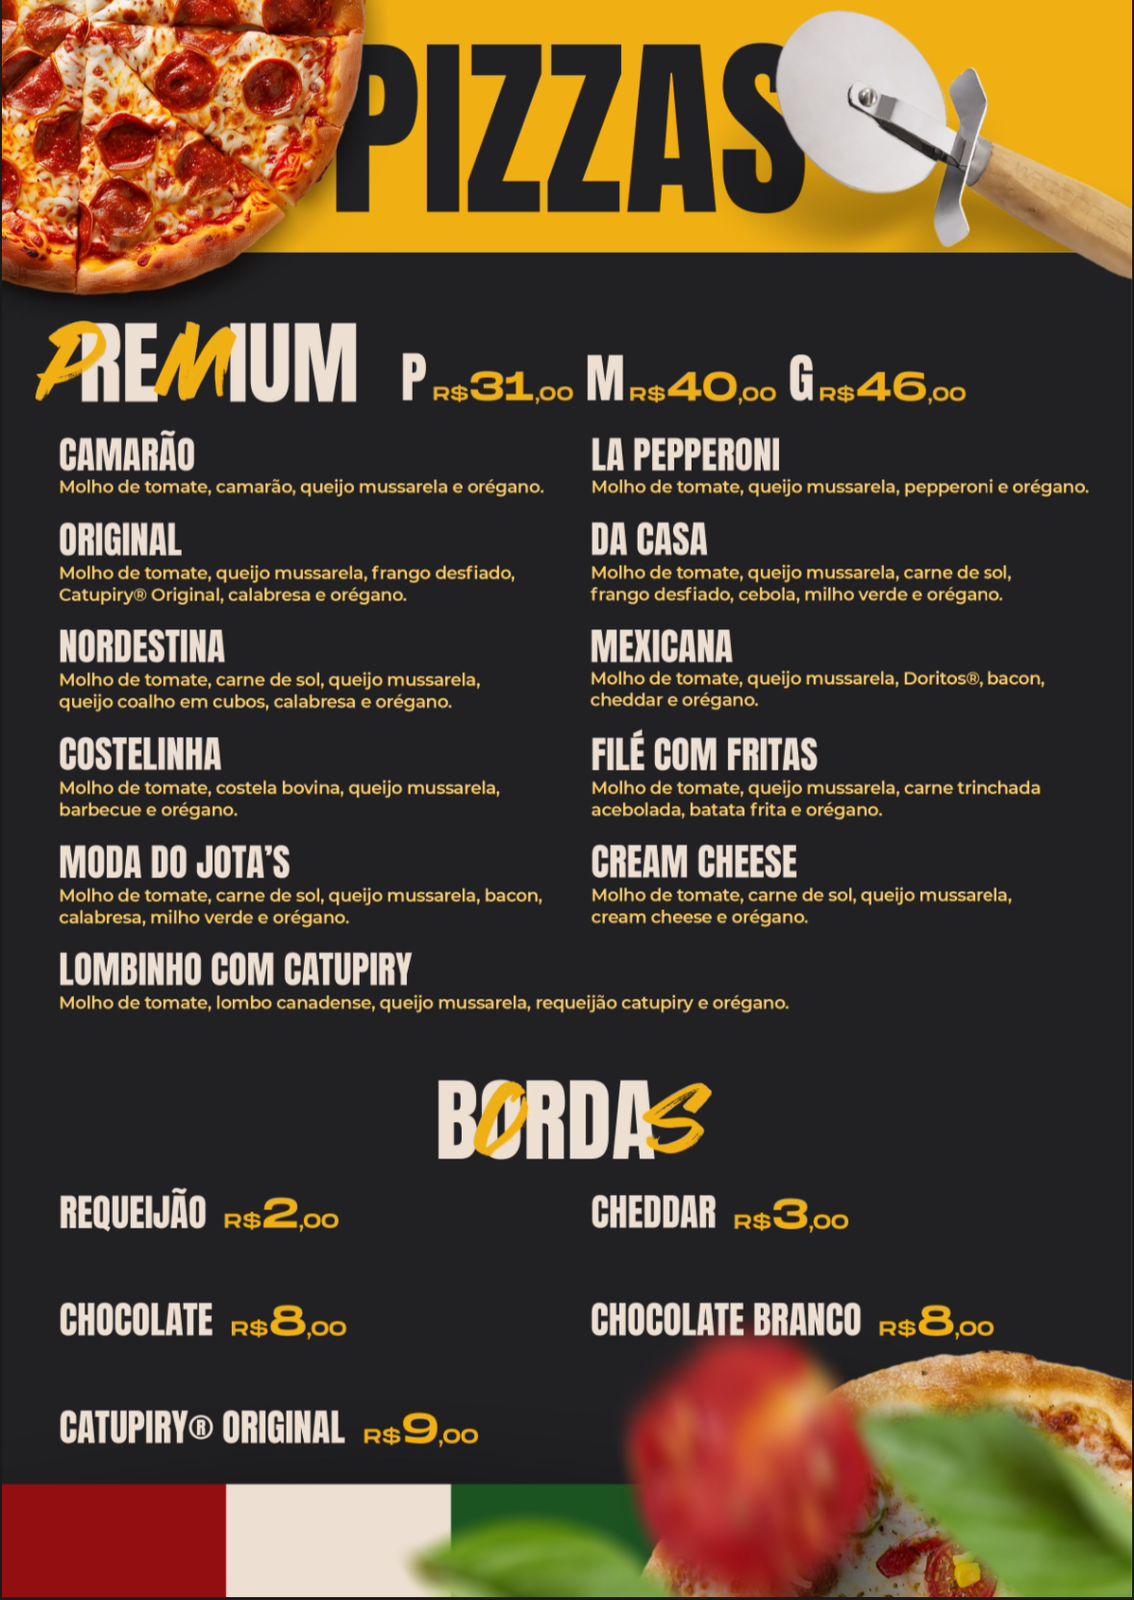 PIZZAS
PREMIUM
P R$31,00 M R$40,00 G R$46,00
CAMARÃO
Molho de tomate, camarão, queijo mussarela e orégano.
LA PEPPERONI
Molho de tomate, queijo mussarela, pepperoni e orégano.
ORIGINAL
Molho de tomate, queijo mussarela, frango desfiado,
Catupiry® Original, calabresa e orégano.
DA CASA
Molho de tomate, queijo mussarela, carne de sol,
frango desfiado, cebola, milho verde e orégano.
NORDESTINA
Molho de tomate, carne de sol, queijo mussarela,
queijo coalho em cubos, calabresa e orégano.
MEXICANA
Molho de tomate, queijo mussarela, Doritos®, bacon,
cheddar e orégano.
COSTELINHA
Molho de tomate, costela bovina, queijo mussarela,
barbecue e orégano.
FILÉ COM FRITAS
Molho de tomate, queijo mussarela, carne trinchada
acebolada, batata frita e orégano.
MODA DO JOTA'S
Molho de tomate, carne de sol, queijo mussarela, bacon,
calabresa, milho verde e orégano.
CREAM CHEESE
Molho de tomate, carne de sol, queijo mussarela,
cream cheese e orégano.
LOMBINHO COM CATUPIRY
Molho de tomate, lombo canadense, queijo mussarela, requeijão catupiry e orégano.
BORDAS
REQUEIJÃO R$2,00
CHEDDAR R$3,00
CHOCOLATE R$8,00
CHOCOLATE BRANCO R$8,00
CATUPIRY® ORIGINAL R$9,00